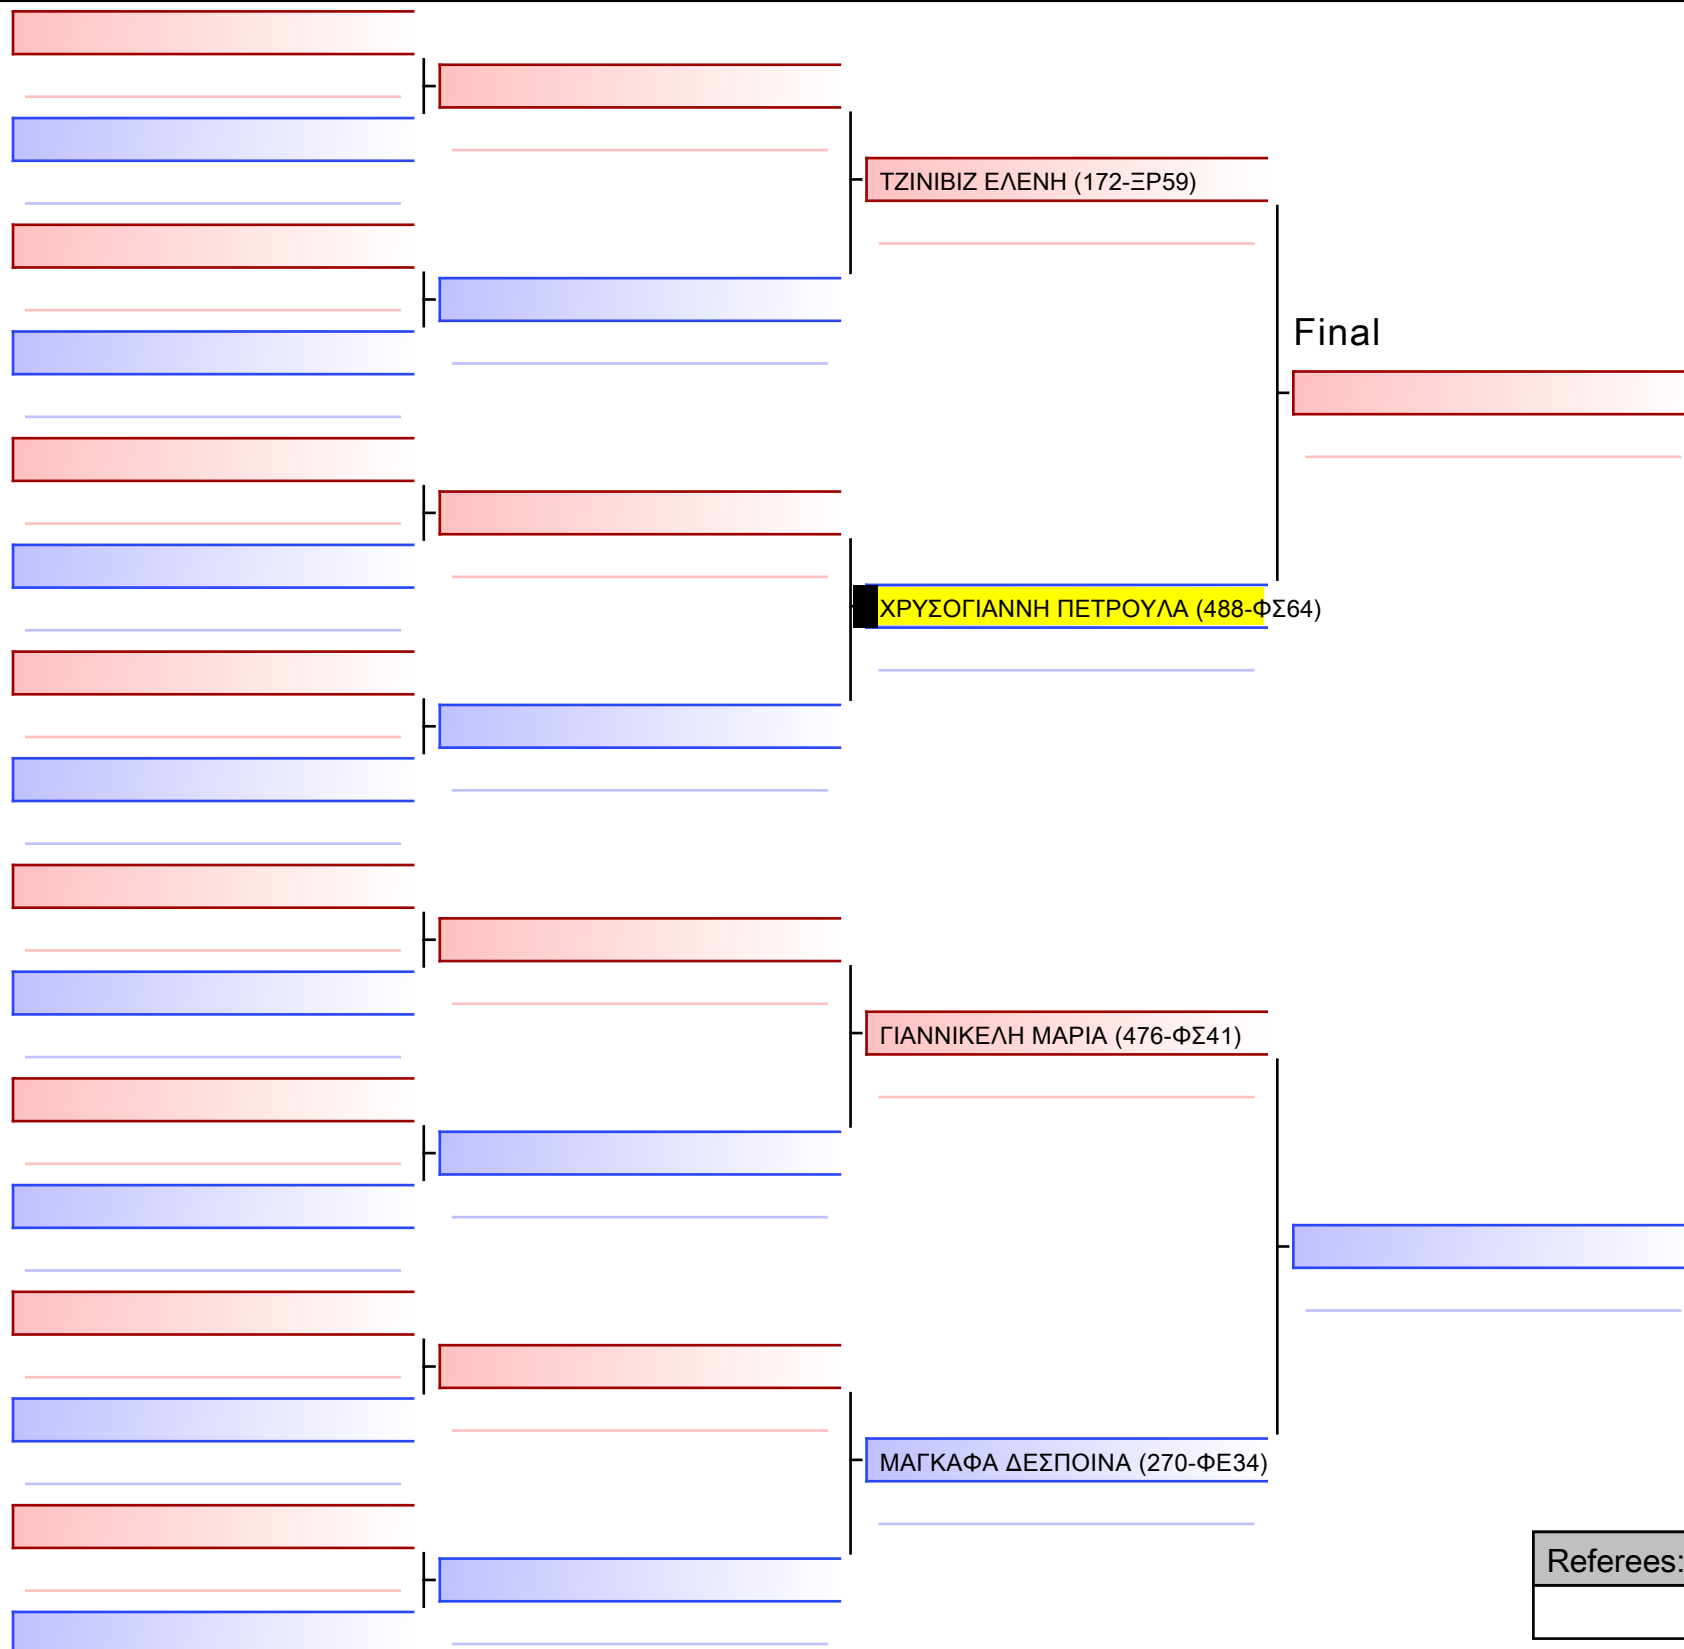 ΤΖΙΝΙΒΙΖ ΕΛΕΝΗ (172-ΞΡ59)
Final
ΧΡΥΣΟΓΙΑΝΝΗ ΠΕΤΡΟΥΛΑ (488-ΦΣ64)
ΓΙΑΝΝΙΚΕΛΗ ΜΑΡΙΑ (476-ΦΣ41)
ΜΑΓΚΑΦΑ ΔΕΣΠΟΙΝΑ (270-ΦΕ34)
Referees: